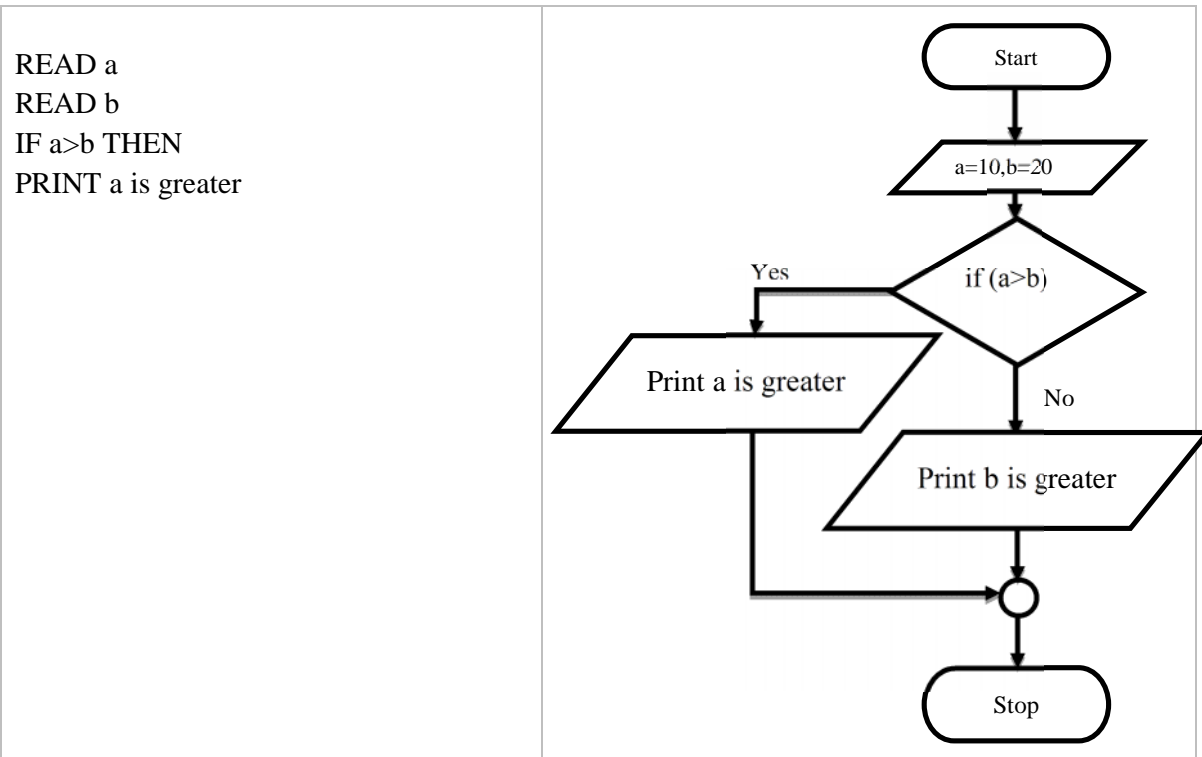 READ a
READ b
IF a>b THEN
PRINT a is greater
Start
a=10,b=20
if (a>b)
Yes
Print a is greater
No
Print b is greater
Stop